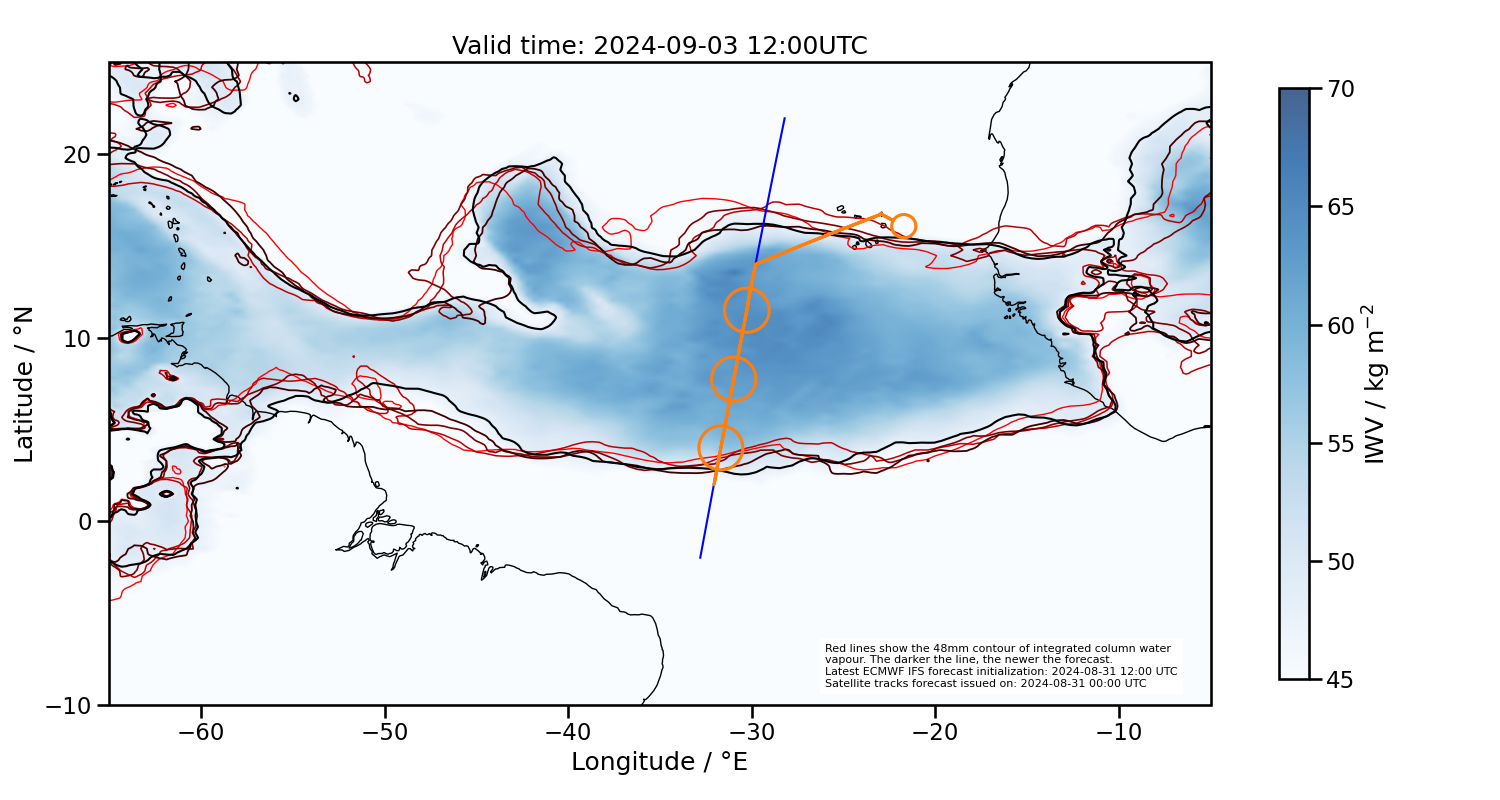 Valid time: 2024-09-03 12:00UTC
Latitude / °N
20
10
0
−10
−60
−50
−40
−30
−20
−10
Longitude / °E
Red lines show the 48mm contour of integrated column water
vapour. The darker the line, the newer the forecast.
Latest ECMWF IFS forecast initialization: 2024-08-31 12:00 UTC
Satellite tracks forecast issued on: 2024-08-31 00:00 UTC
70
65
60
55
50
45
IWV / kg m⁻²